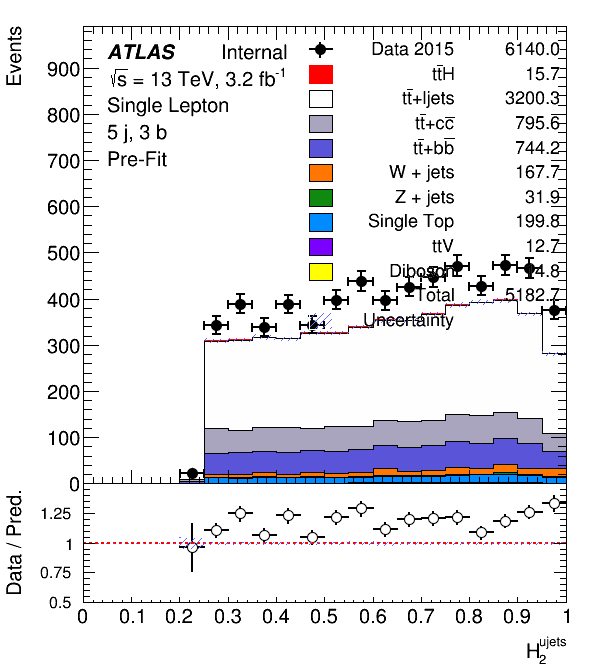 Events
ATLAS Internal
√s = 13 TeV, 3.2 fb⁻¹
Single Lepton
5 j, 3 b
Pre-Fit
Data 2015 6140.0
tt̄H 15.7
tt̄+ljets 3200.3
tt̄+cc̄ 795.6
tt̄+bb̄ 744.2
W + jets 167.7
Z + jets 31.9
Single Top 199.8
tt̄V 12.7
4.8
Total 5182.7
Uncertainty
900
800
700
600
500
400
300
200
100
0
Data / Pred.
1.25
1
0.75
0.5
0 0.1 0.2 0.3 0.4 0.5 0.6 0.7 0.8 0.9 1
H₂ᵘʲᵉᵗˢ